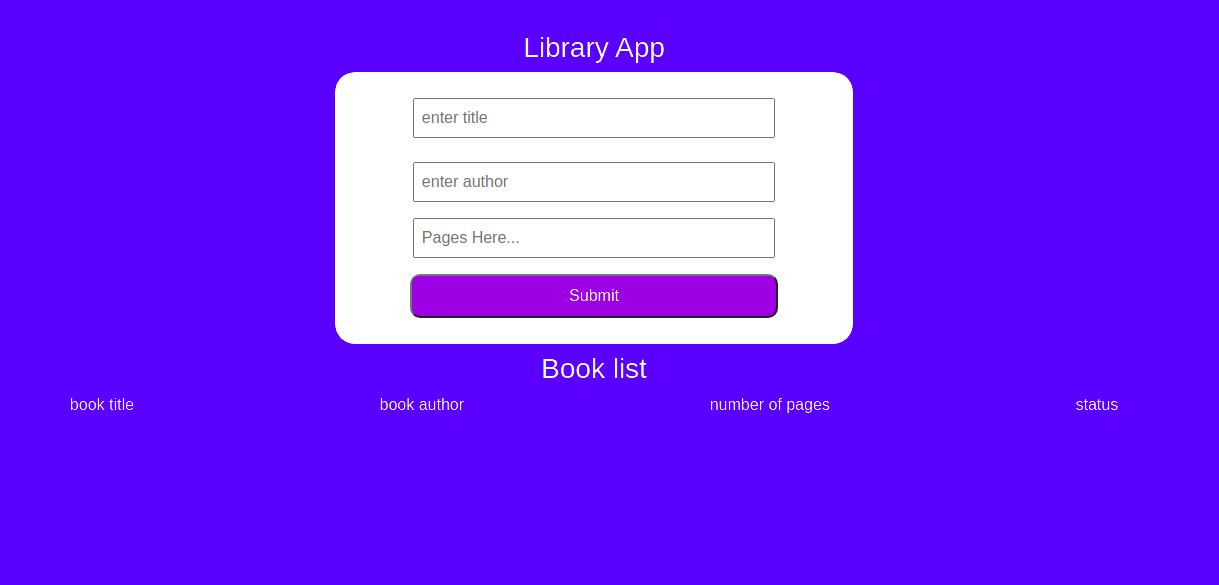 Library App
enter title
enter author
Pages Here...
Submit
Book list
book title book author number of pages status